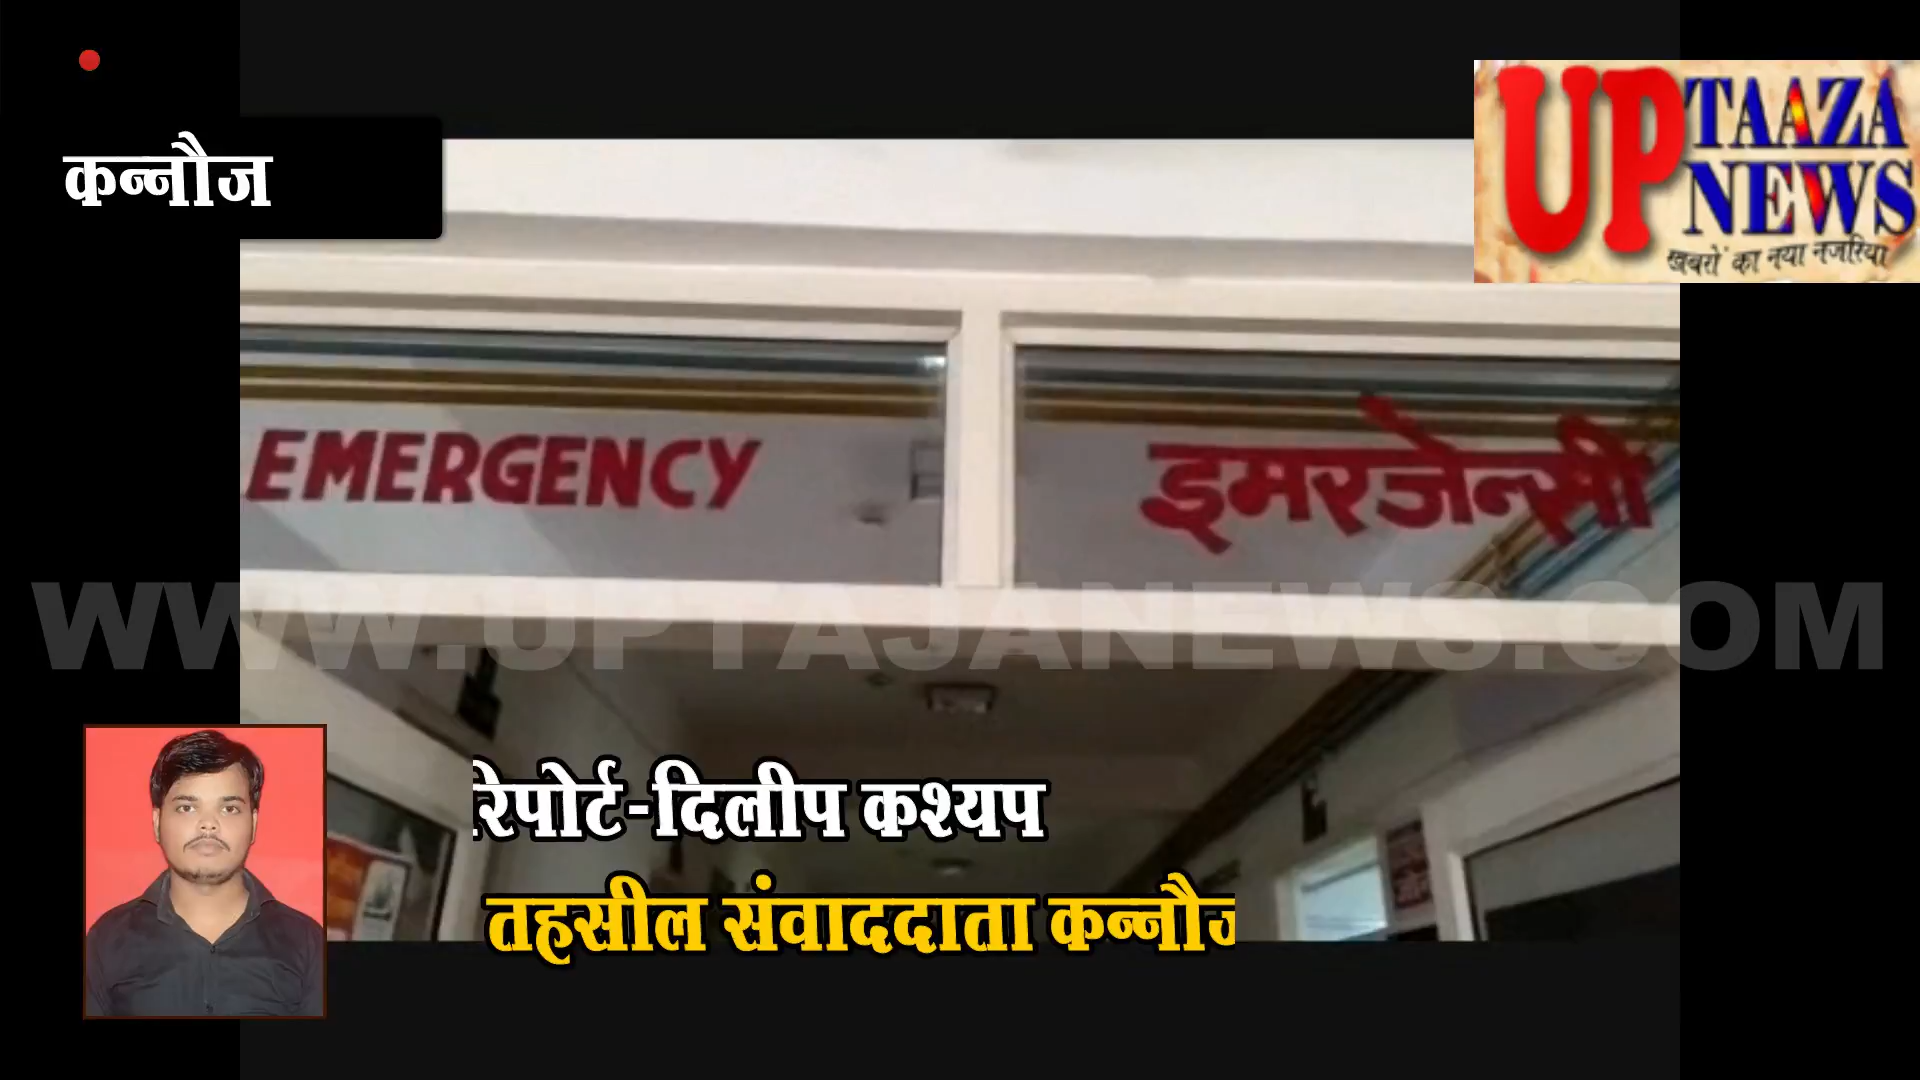 कन्नौज
UP TAAZA
NEWS
खबरों का नया नजरिया
EMERGENCY
इमरजेन्सी
WWW.UPTAJANEWS.COM
रिपोर्ट-दिलीप कश्यप
तहसील संवाददाता कन्नौज